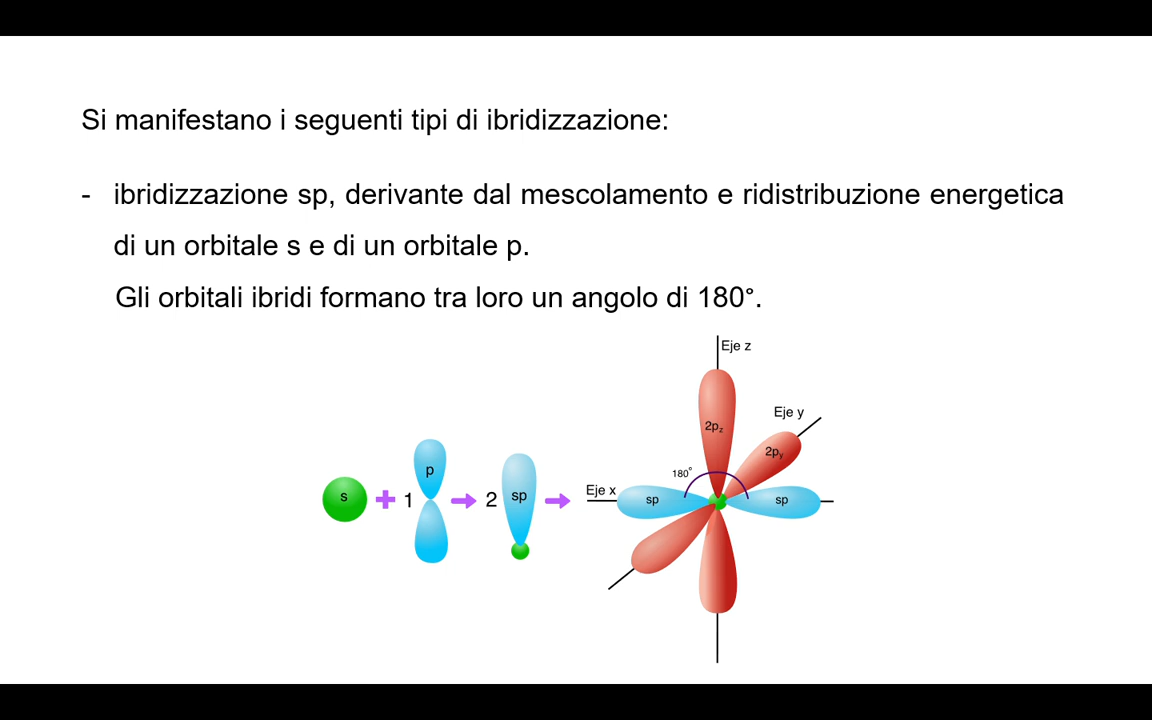 Si manifestano i seguenti tipi di ibridizzazione:
- ibridizzazione sp, derivante dal mescolamento e ridistribuzione energetica
di un orbitale s e di un orbitale p.
Gli orbitali ibridi formano tra loro un angolo di 180°.
Eje z
Eje y
2pz
2py
180°
Eje x
sp
sp
s
1
p
2
sp